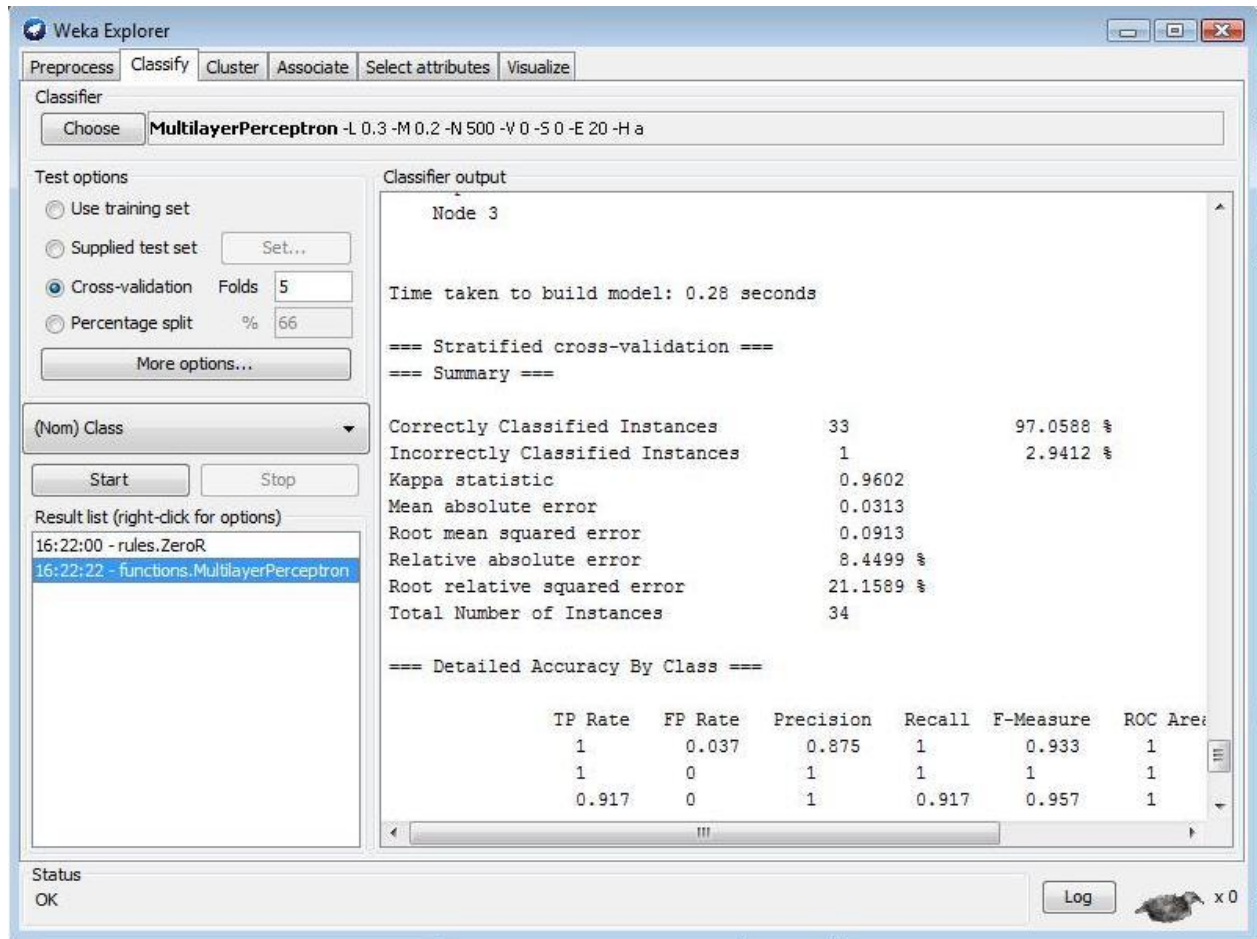 Weka Explorer
Preprocess Classify Cluster Associate Select attributes Visualize
Classifier
Choose MultilayerPerceptron -L 0.3 -M 0.2 -N 500 -V 0 -S 0 -E 20 -H a
Test options
Use training set
Supplied test set Set...
Cross-validation Folds 5
Percentage split % 66
More options...
(Nom) Class
Start Stop
Result list (right-click for options)
16:22:00 - rules.ZeroR
16:22:22 - functions.MultilayerPerceptron
Classifier output
Node 3
Time taken to build model: 0.28 seconds
=== Stratified cross-validation ===
=== Summary ===
Correctly Classified Instances 33 97.0588 %
Incorrectly Classified Instances 1 2.9412 %
Kappa statistic 0.9602
Mean absolute error 0.0313
Root mean squared error 0.0913
Relative absolute error 8.4499 %
Root relative squared error 21.1589 %
Total Number of Instances 34
=== Detailed Accuracy By Class ===
TP Rate FP Rate Precision Recall F-Measure ROC Area
1 0.037 0.875 1 0.933 1
1 0 1 1 1 1
0.917 0 1 0.917 0.957 1
Status
OK
Log x 0